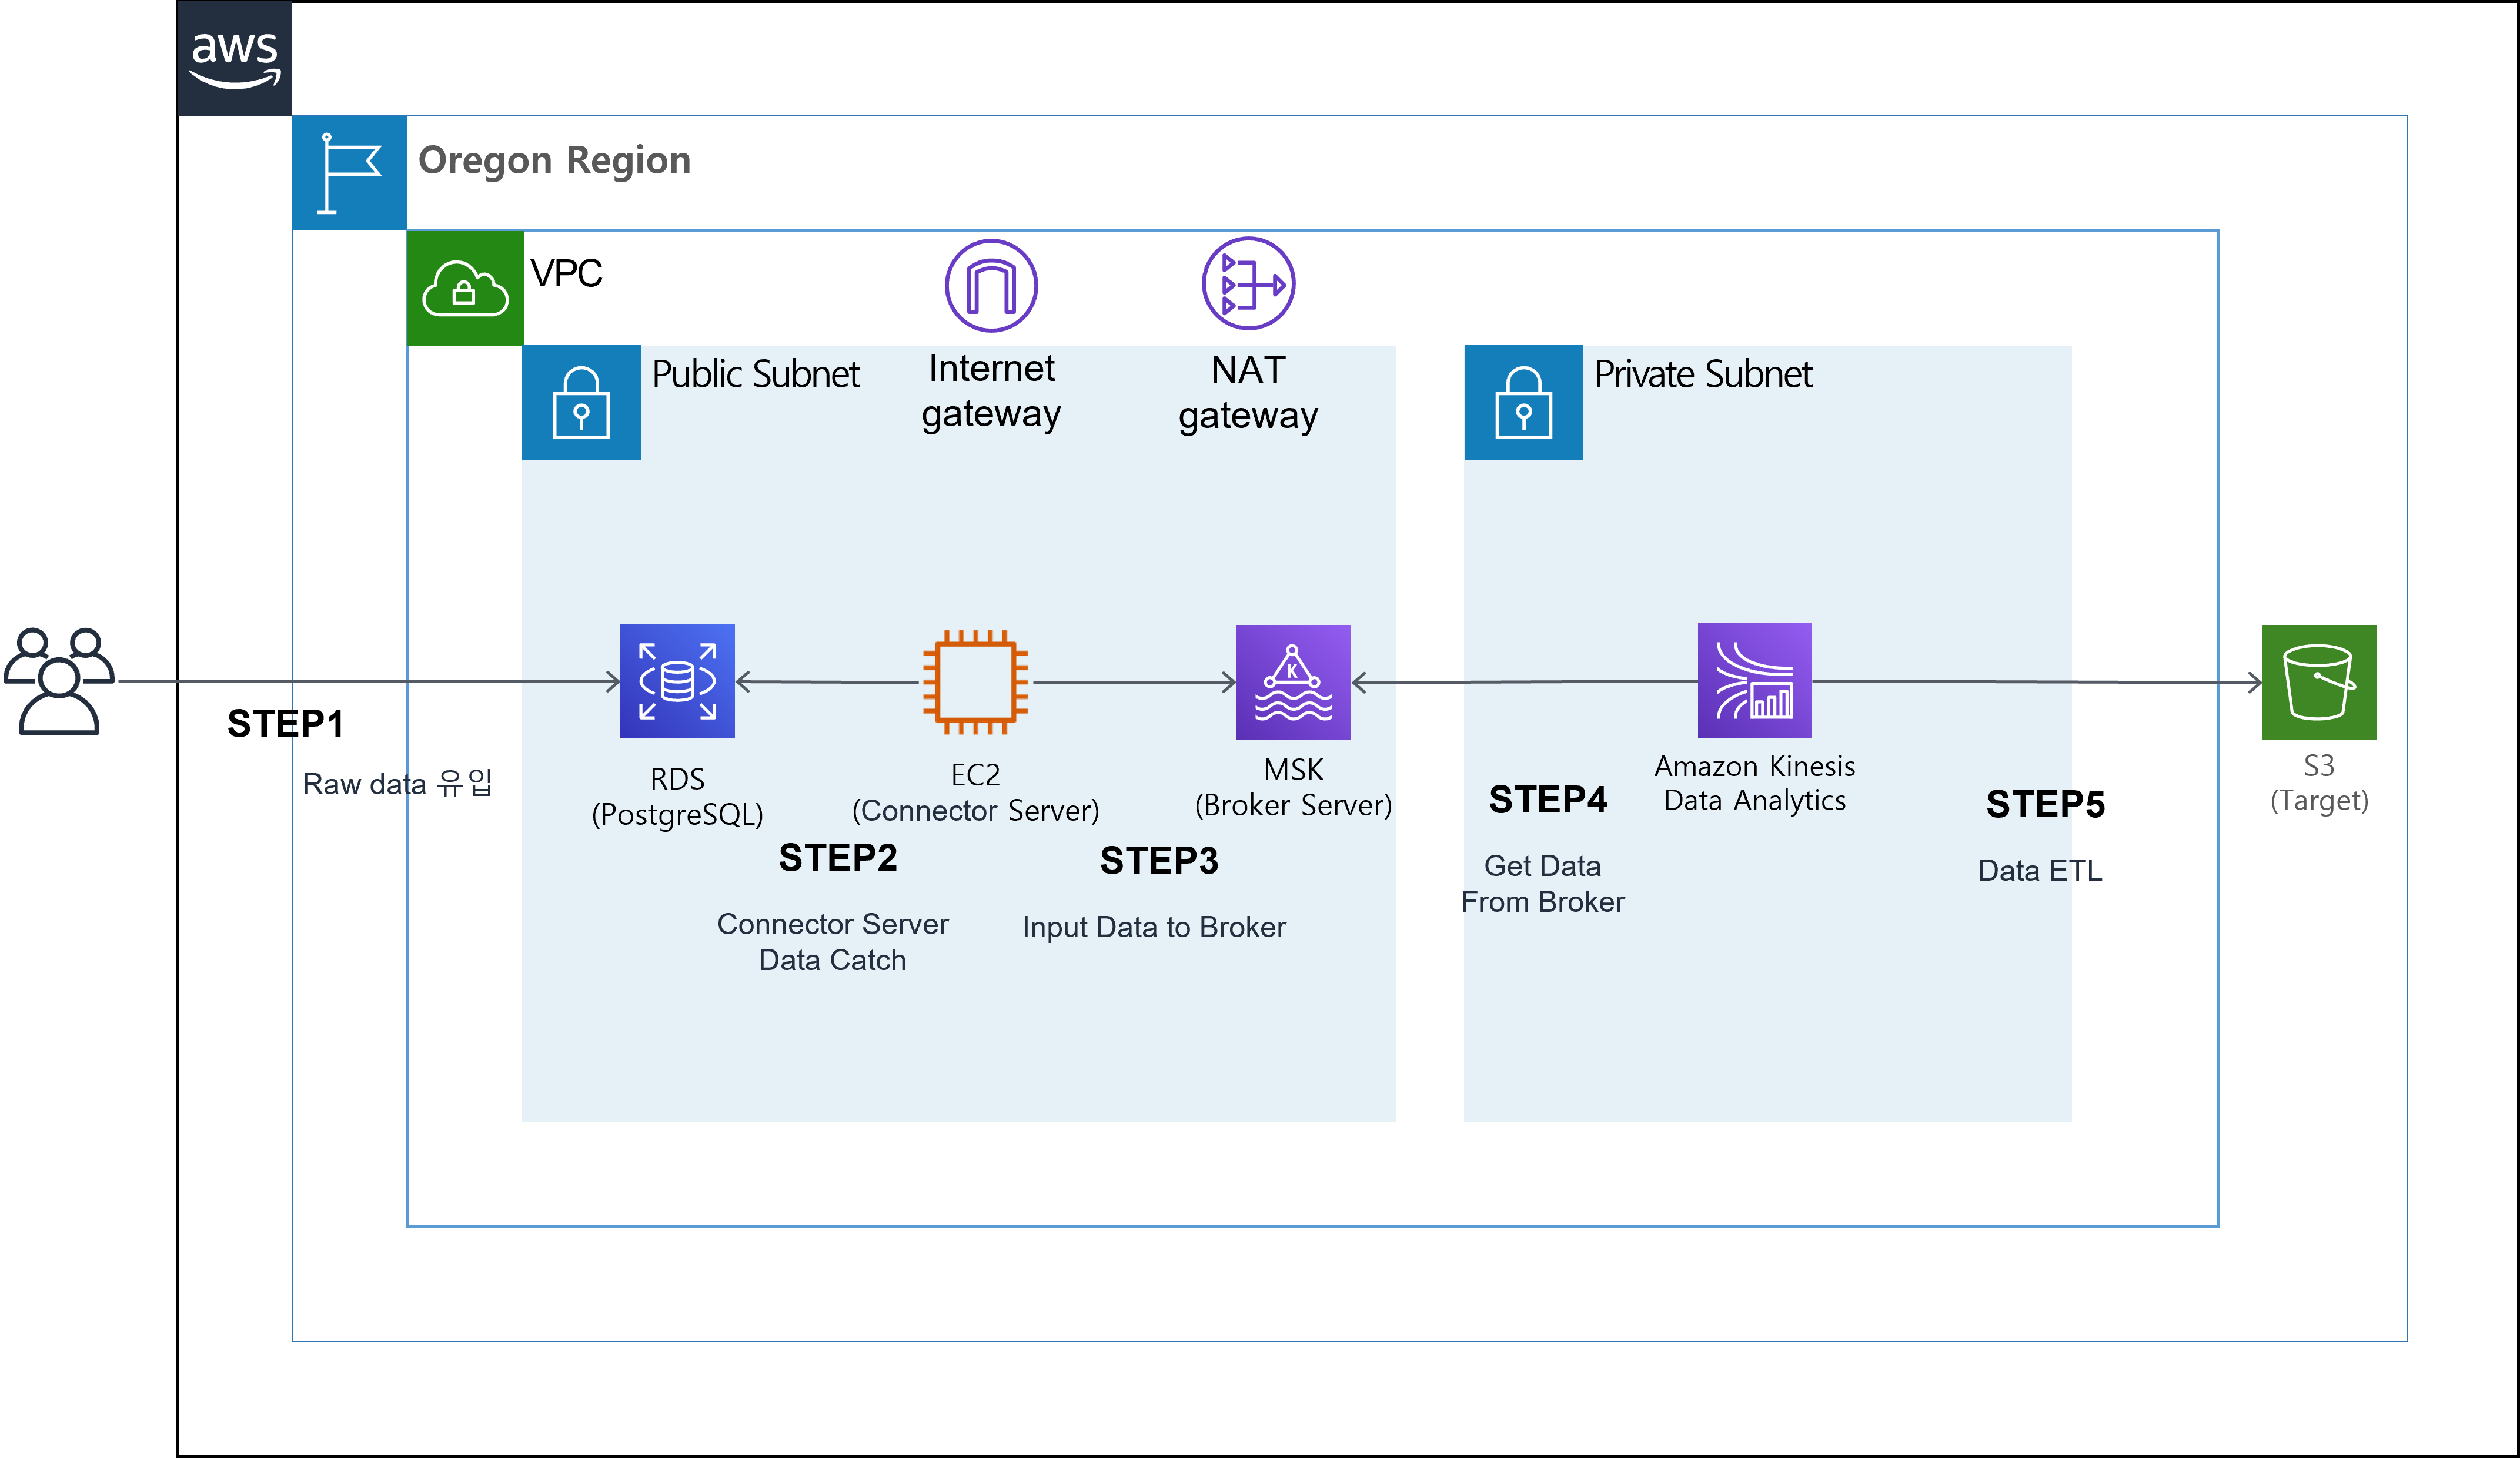 aws
Oregon Region
VPC
Internet
gateway
NAT
gateway
Public Subnet
Private Subnet
K
STEP1
Raw data 유입
RDS
(PostgreSQL)
EC2
(Connector Server)
MSK
(Broker Server)
Amazon Kinesis
Data Analytics
S3
(Target)
STEP2
Connector Server
Data Catch
STEP3
Input Data to Broker
STEP4
Get Data
From Broker
STEP5
Data ETL